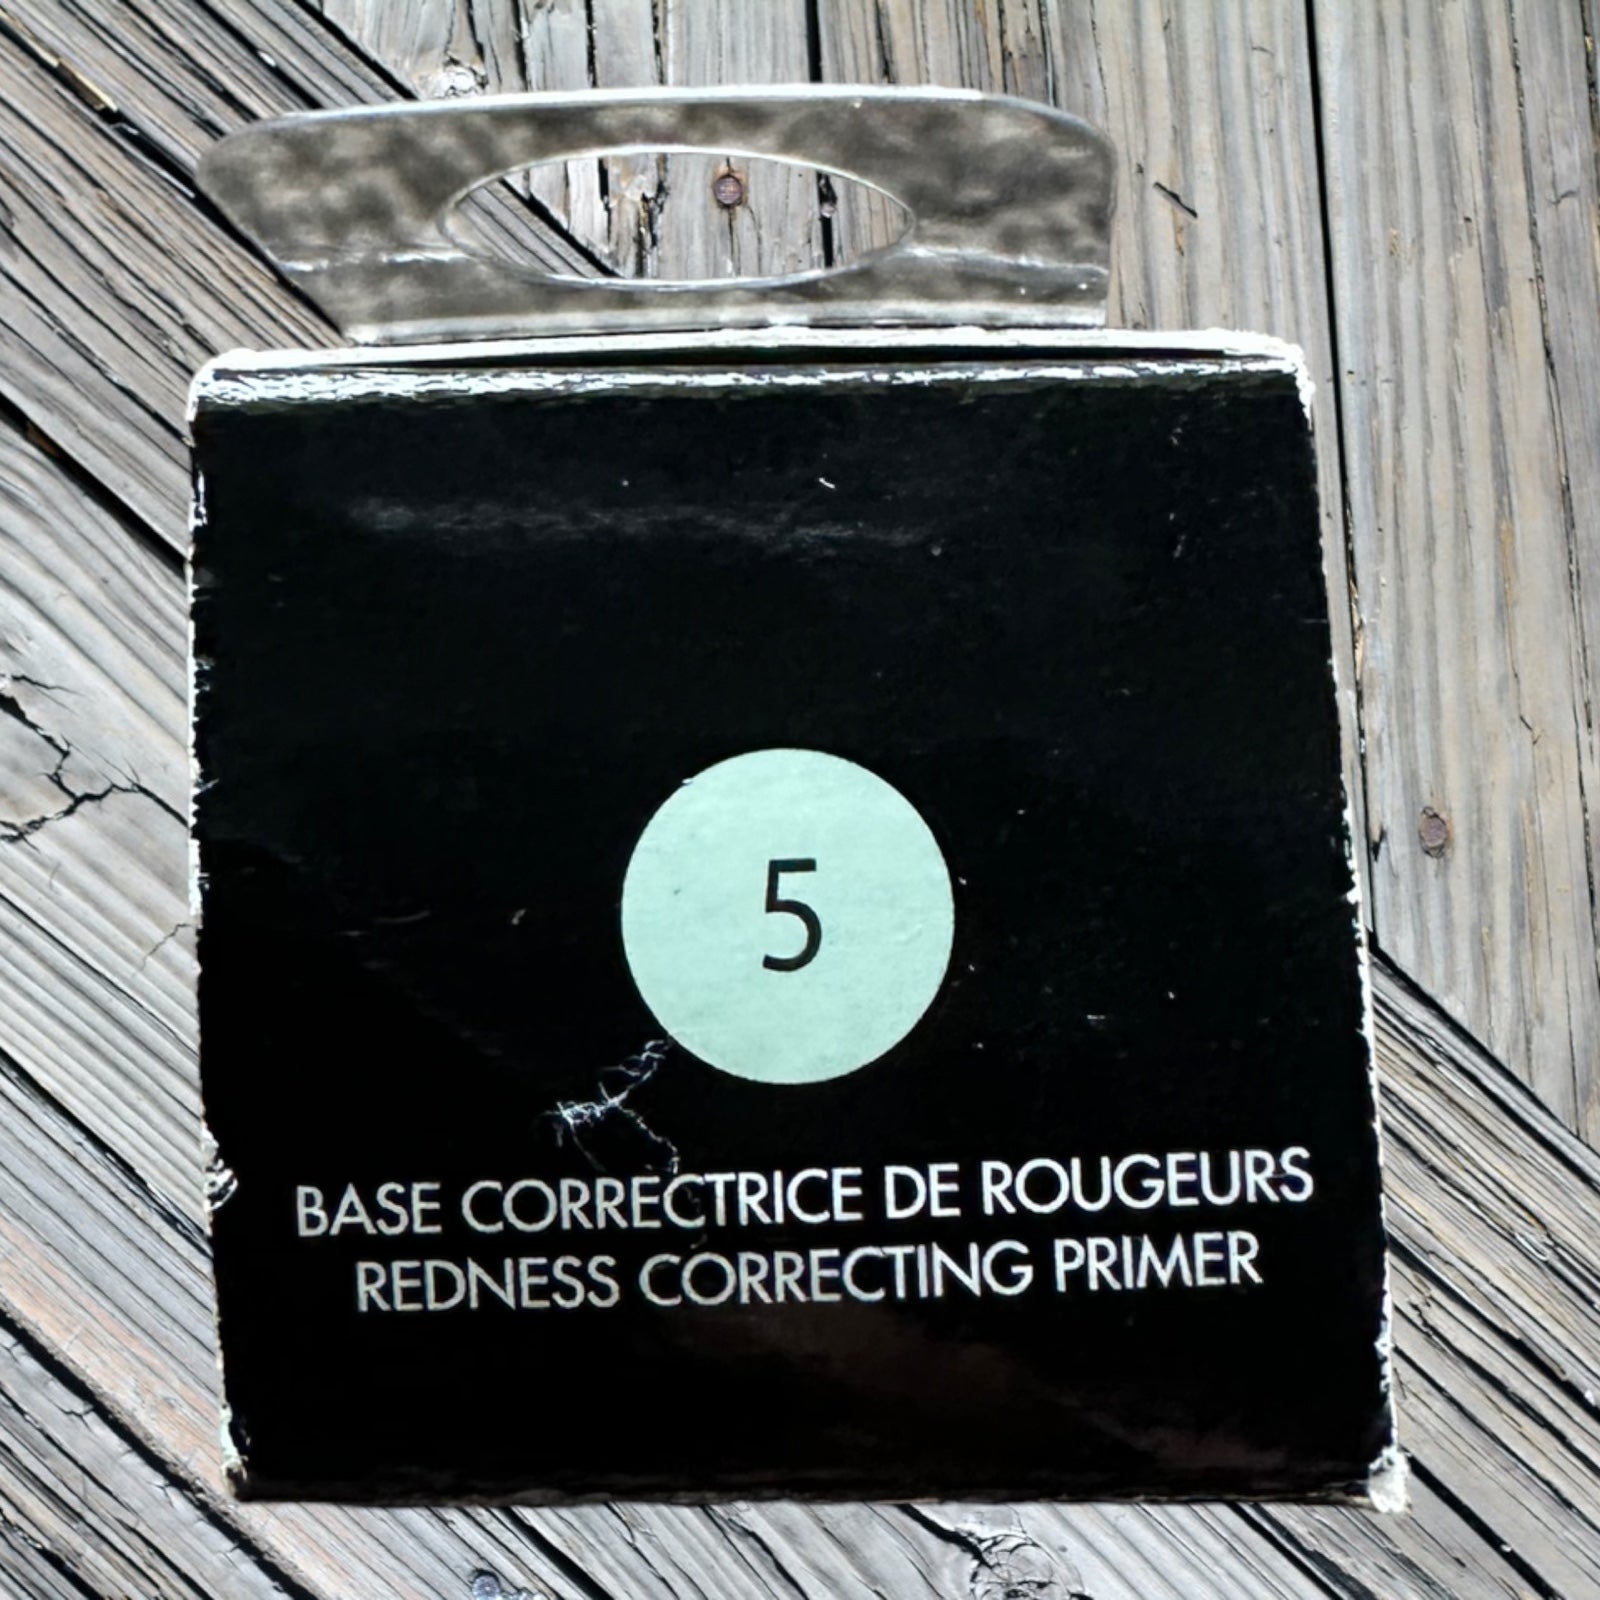 5
BASE CORRECTRICE DE ROUGEURS
REDNESS CORRECTING PRIMER